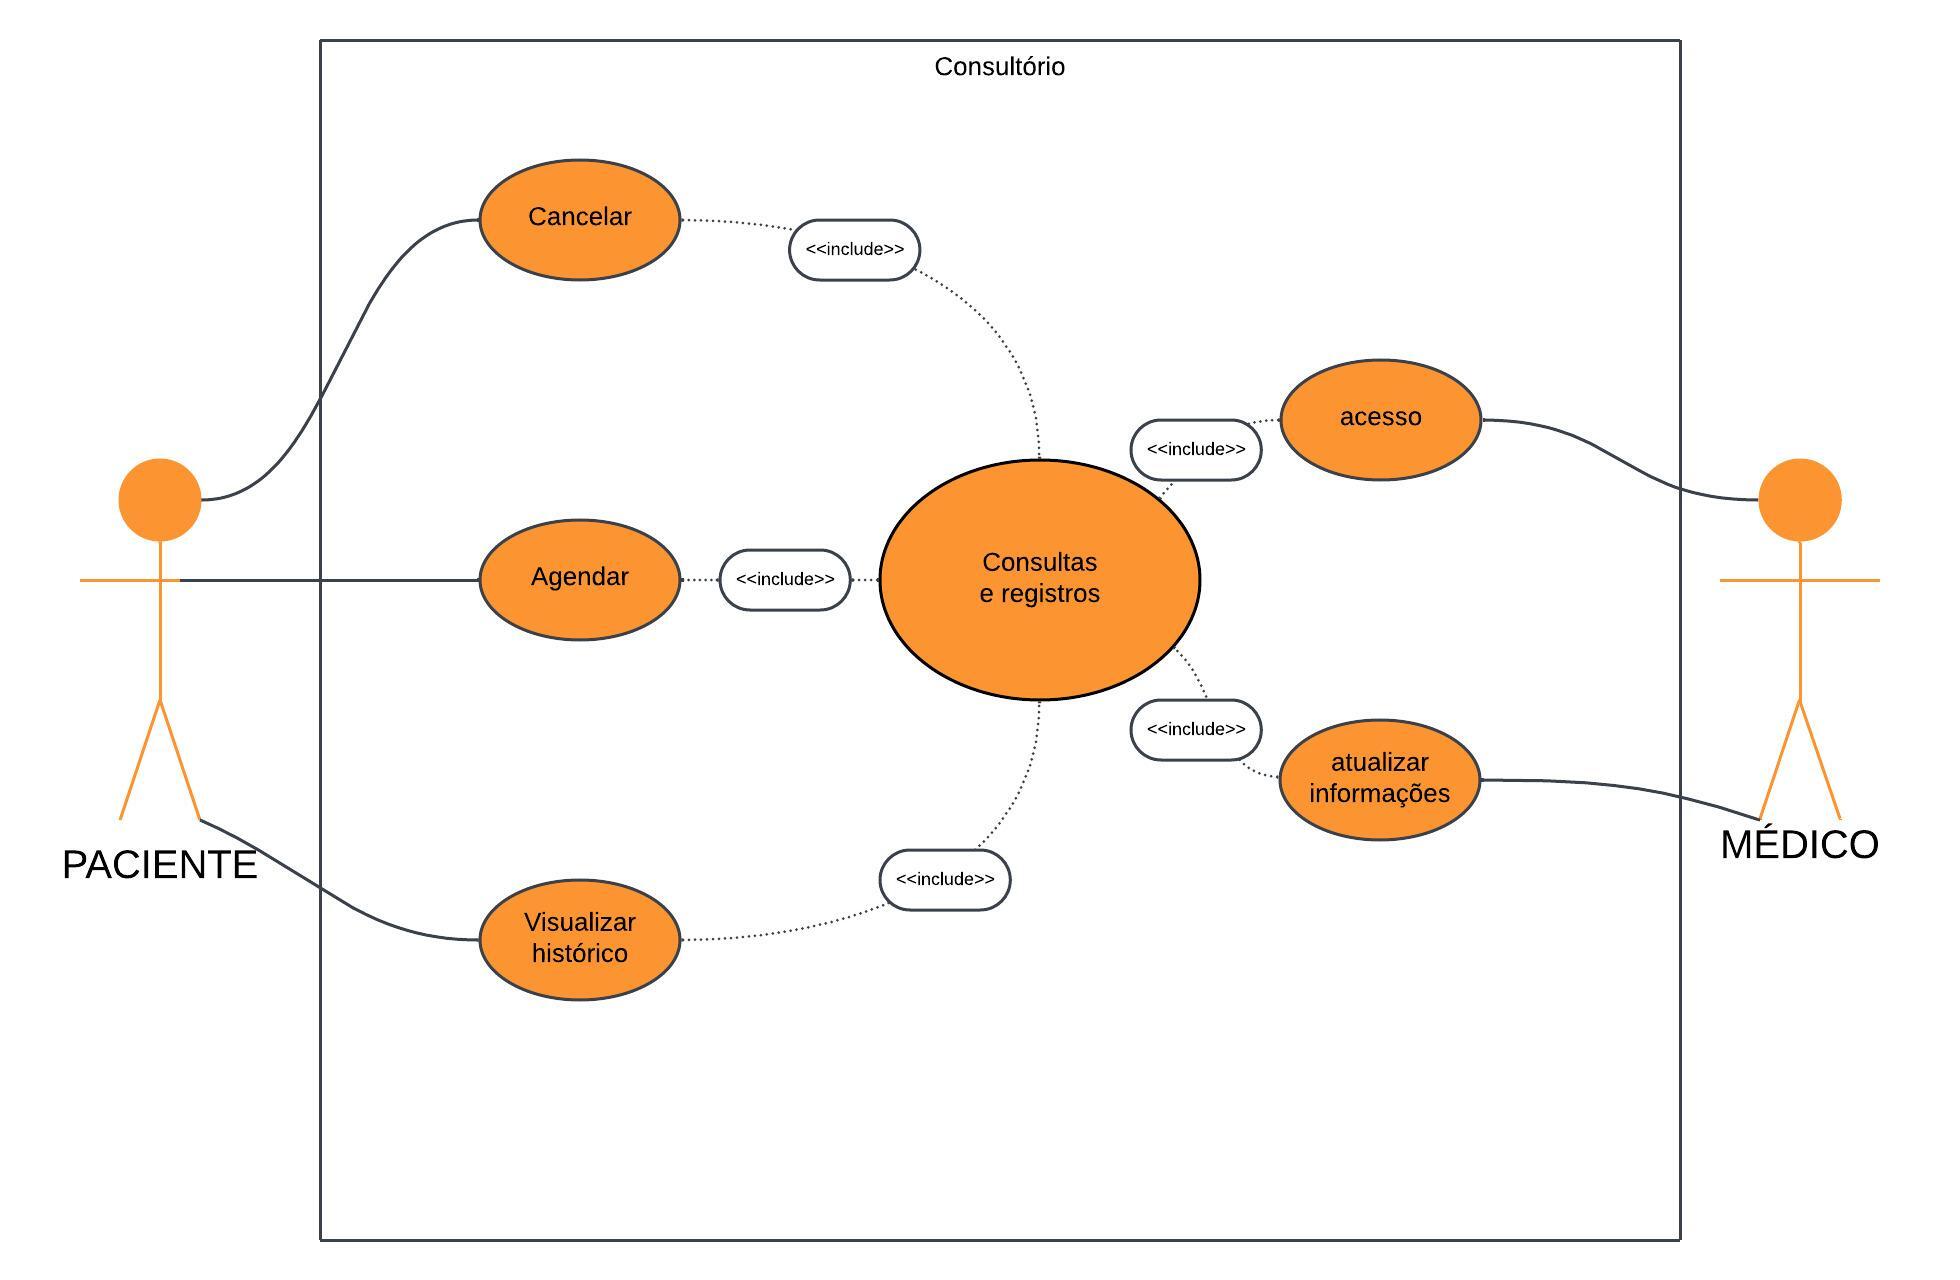 Consultório
Cancelar
<<include>>
acesso
<<include>>
Agendar
<<include>>
Consultas
e registros
<<include>>
atualizar
informações
PACIENTE
MÉDICO
<<include>>
Visualizar
histórico